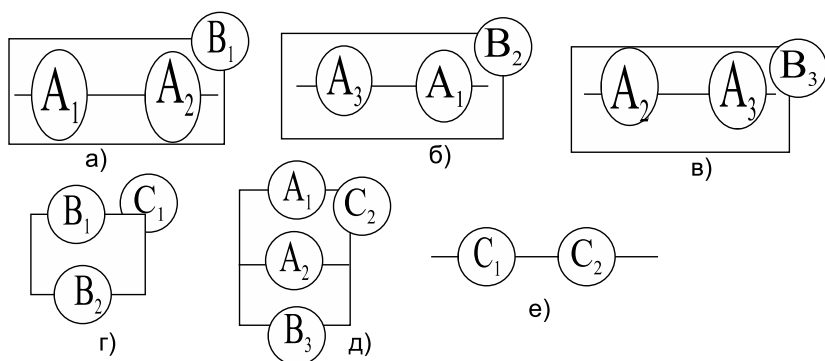 A₁ A₂ B₁
а)
A₃ A₁ B₂
б)
A₂ A₃ B₃
в)
B₁ C₁
B₂
г)
A₁ C₂
A₂
B₃
д)
C₁ C₂
е)